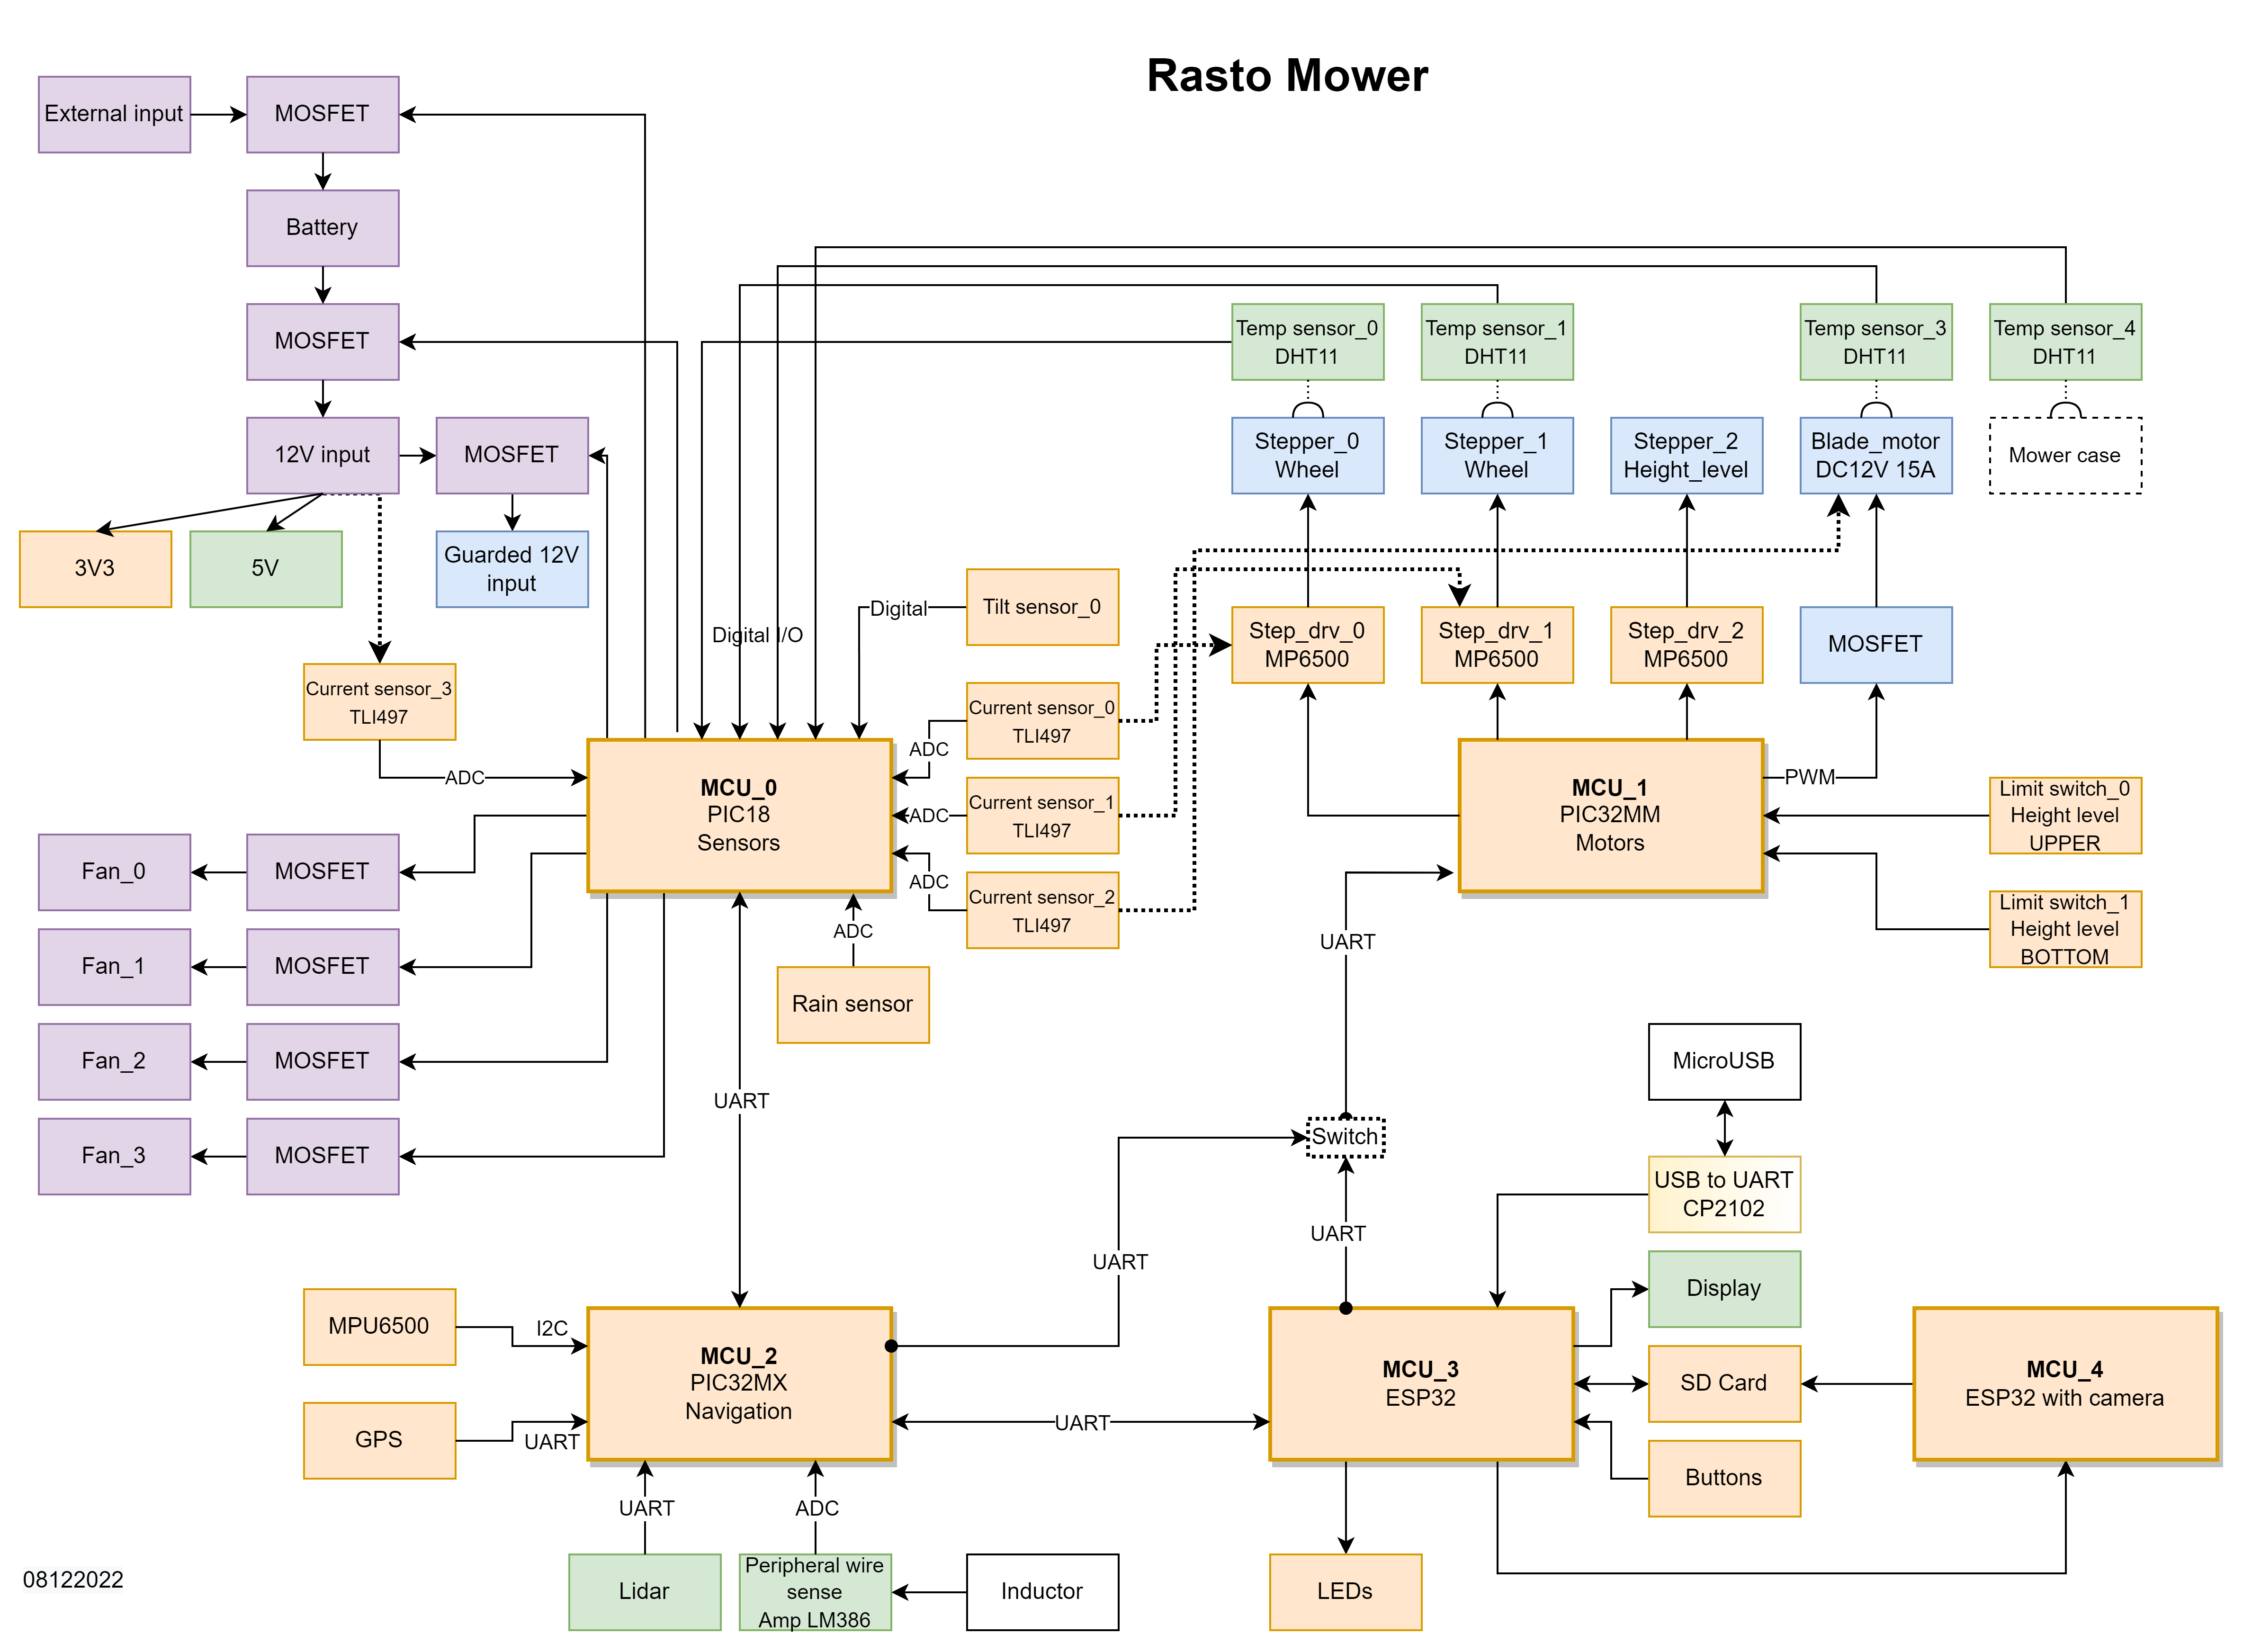 Rasto Mower
External input
MOSFET
Battery
MOSFET
12V input
MOSFET
3V3
5V
Guarded 12V
input
Current sensor_3
TLI497
ADC
Temp sensor_0
DHT11
Temp sensor_1
DHT11
Temp sensor_3
DHT11
Temp sensor_4
DHT11
Stepper_0
Wheel
Stepper_1
Wheel
Stepper_2
Height_level
Blade_motor
DC12V 15A
Mower case
Digital I/O
Digital
Tilt sensor_0
Step_drv_0
MP6500
Step_drv_1
MP6500
Step_drv_2
MP6500
MOSFET
Current sensor_0
TLI497
ADC
Current sensor_1
TLI497
ADC
Current sensor_2
TLI497
ADC
MCU_0
PIC18
Sensors
MCU_1
PIC32MM
Motors
PWM
Limit switch_0
Height level
UPPER
Limit switch_1
Height level
BOTTOM
Fan_0
MOSFET
Fan_1
MOSFET
Fan_2
MOSFET
Fan_3
MOSFET
ADC
Rain sensor
UART
UART
Switch
UART
UART
MicroUSB
USB to UART
CP2102
Display
SD Card
Buttons
MPU6500
I2C
GPS
UART
MCU_2
PIC32MX
Navigation
UART
MCU_3
ESP32
MCU_4
ESP32 with camera
UART
ADC
Lidar
Peripheral wire
sense
Amp LM386
Inductor
LEDs
08122022